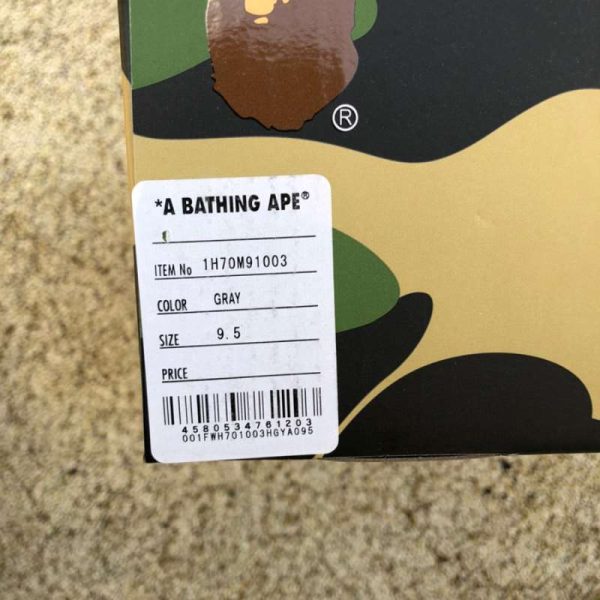 ®
*A BATHING APE®
ITEM No 1H70M91003
COLOR GRAY
SIZE 9.5
PRICE
4580534761203
001FWH701003HGYA095